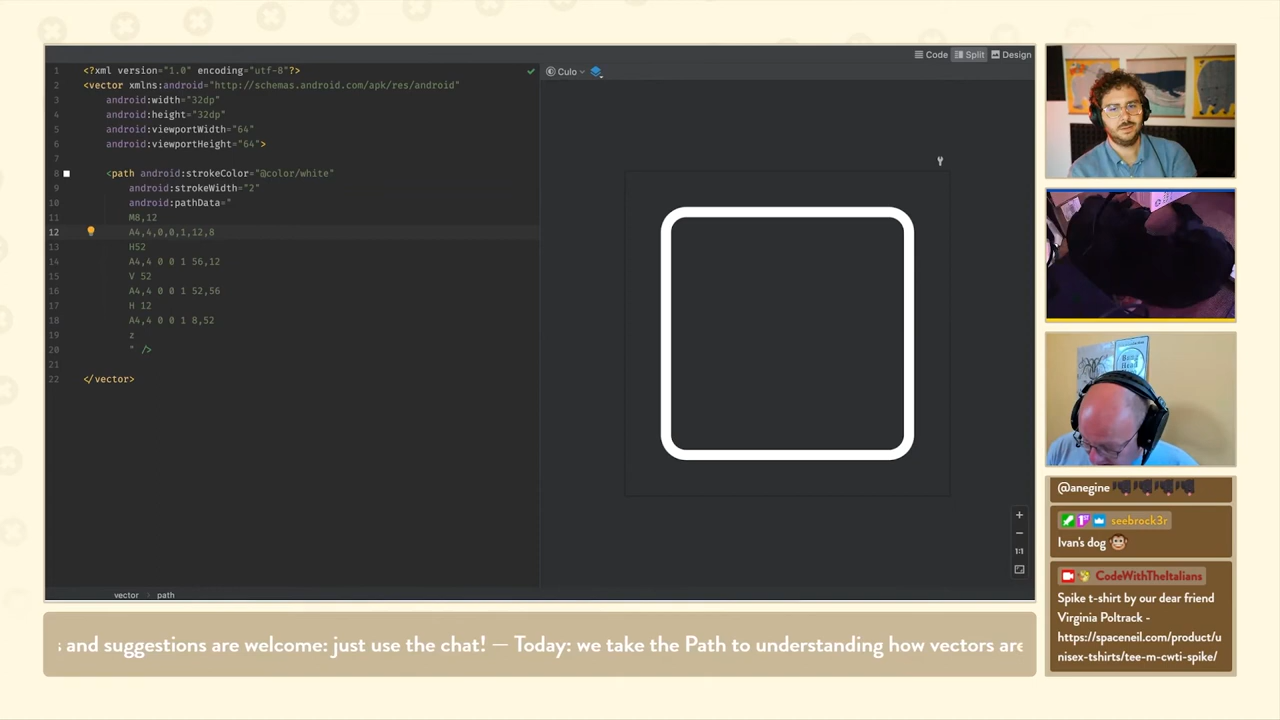 Code Split Design
1 <?xml version="1.0" encoding="utf-8"?>
2 <vector xmlns:android="http://schemas.android.com/apk/res/android"
3 android:width="32dp"
4 android:height="32dp"
5 android:viewportWidth="64"
6 android:viewportHeight="64">
7
8 <path android:strokeColor="@color/white"
9 android:strokeWidth="2"
10 android:pathData="
11 M8,12
12 A4,4,0,0,1,12,8
13 H52
14 A4,4 0 0 1 56,12
15 V 52
16 A4,4 0 0 1 52,56
17 H 12
18 A4,4 0 0 1 8,52
19 z
20 " />
21
22 </vector>
Culo
1:1
vector > path
@anegine
seebrock3r
Ivan's dog
CodeWithTheItalians
Spike t-shirt by our dear friend
Virginia Poltrack -
https://spaceneil.com/product/u
nisex-tshirts/tee-m-cwti-spike/
s and suggestions are welcome: just use the chat! — Today: we take the Path to understanding how vectors are